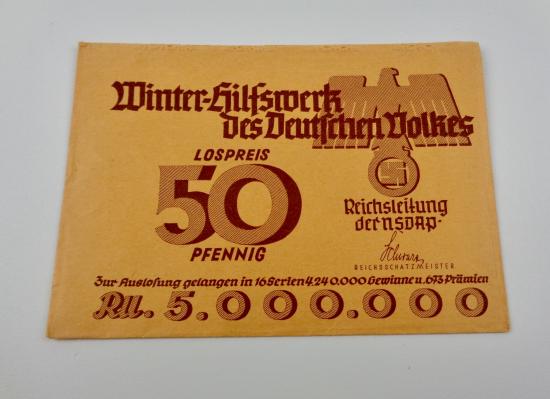 Winter-Hilfswerk
des Deutschen Volkes
LOSPREIS
50
PFENNIG
Reichsleitung
der NSDAP.
Schwarz
REICHSSCHATZMEISTER
Zur Auslosung gelangen in 16 Serien 4.240.000 Gewinne u. 673 Prämien
RM. 5.000.000